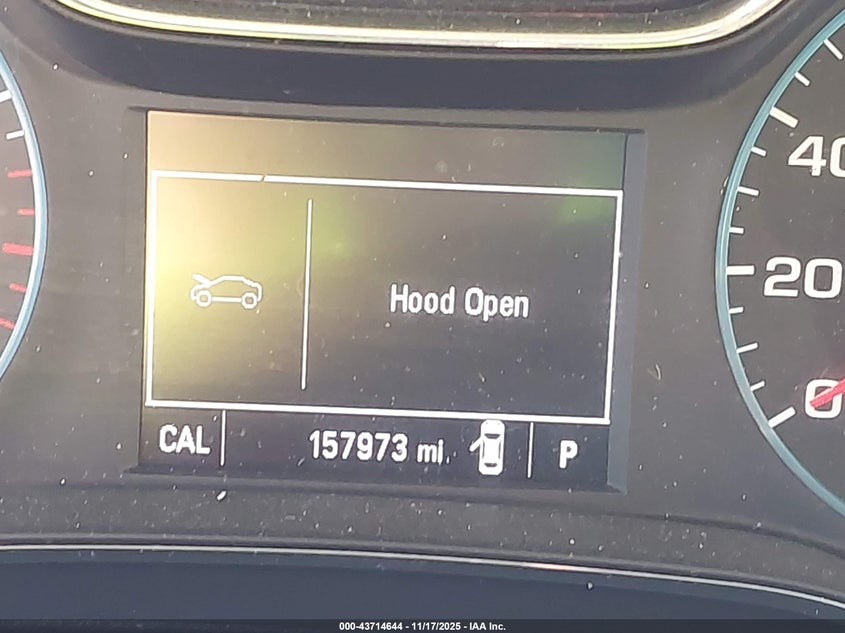 40
Hood Open
20
0
CAL
157973 mi.
P
000-43714644 - 11/17/2025 - IAA Inc.